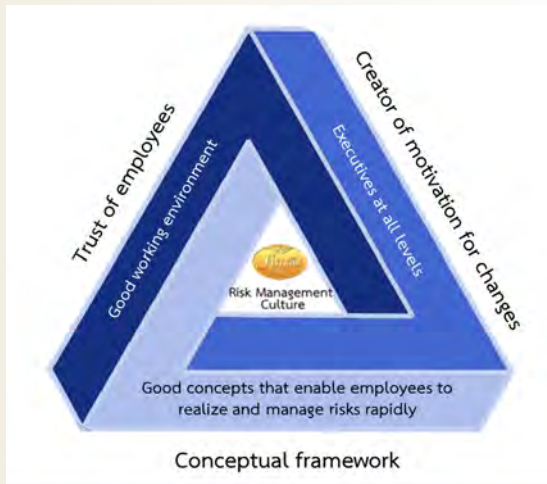 Trust of employees
Good working environment
Creator of motivation for changes
Executives at all levels
Risk Management
Culture
Good concepts that enable employees to
realize and manage risks rapidly
Conceptual framework